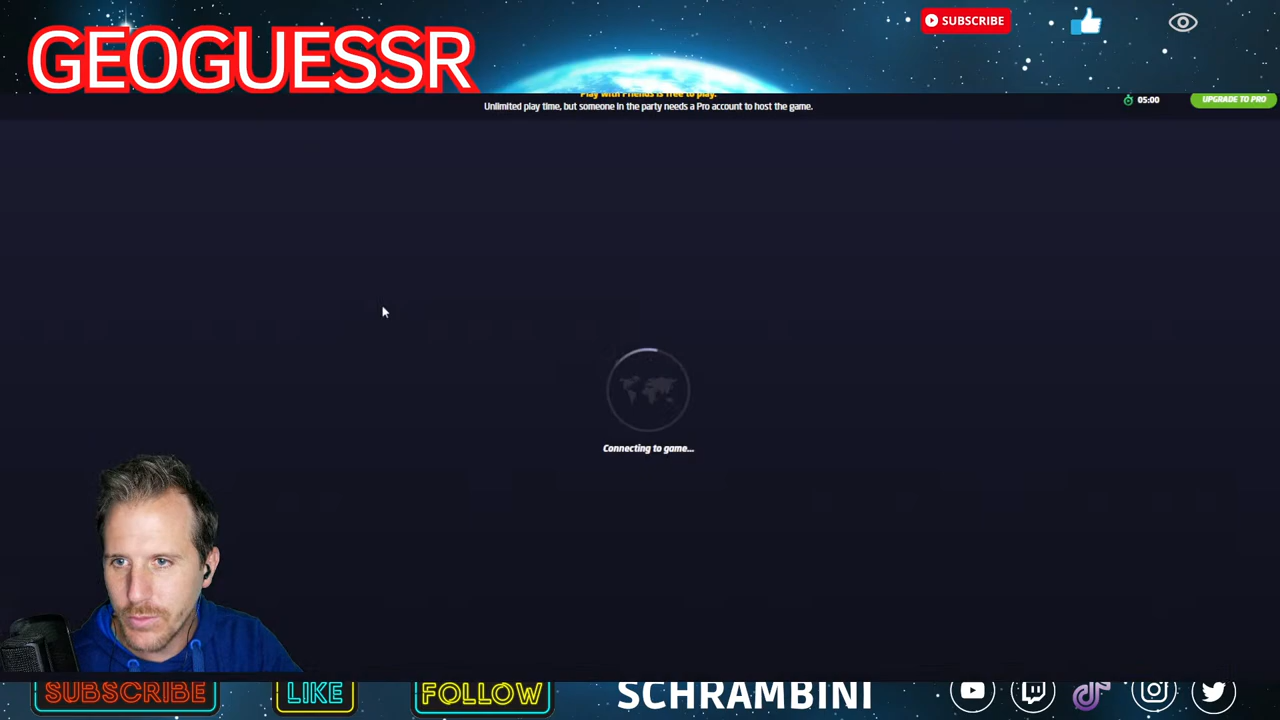 GEOGUESSR
SUBSCRIBE
Play with Friends is free to play.
Unlimited play time, but someone in the party needs a Pro account to host the game.
05:00
UPGRADE TO PRO
Connecting to game...
SUBSCRIBE
LIKE
FOLLOW
SCHRAMBINI